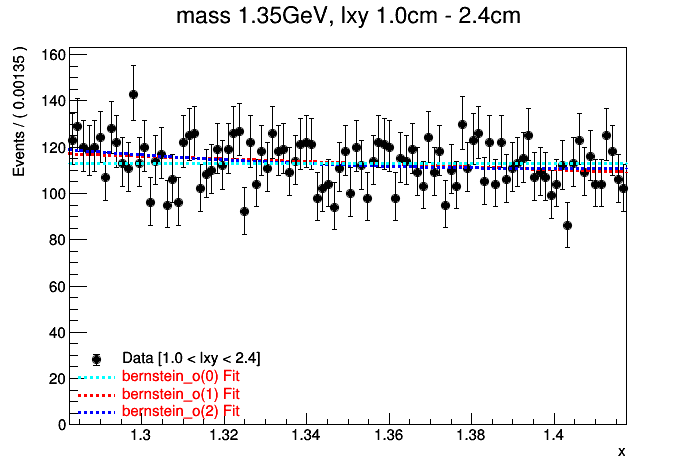 mass 1.35GeV, lxy 1.0cm - 2.4cm
Events / ( 0.00135 )
160
140
120
100
80
60
40
20
0
Data [1.0 < lxy < 2.4]
bernstein_o(0) Fit
bernstein_o(1) Fit
bernstein_o(2) Fit
1.3
1.32
1.34
1.36
1.38
1.4
x